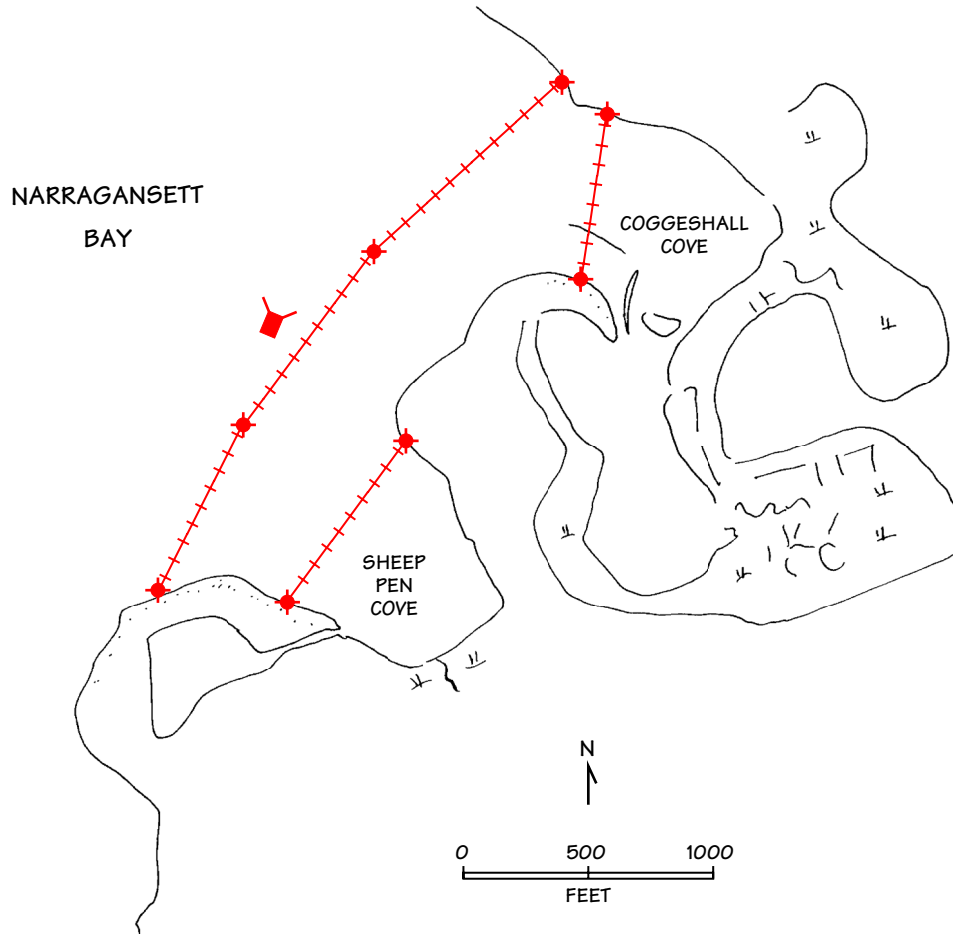 NARRAGANSETT
BAY
COGGESHALL
COVE
SHEEP
PEN
COVE
N
0 500 1000
FEET